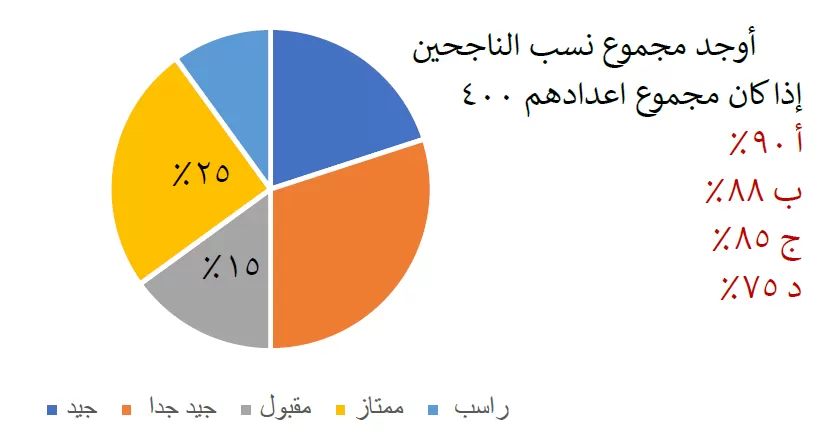 أوجد مجموع نسب الناجحين
إذا كان مجموع اعدادهم ٤٠٠
أ ٩٠٪
ب ٨٨٪
ج ٨٥٪
د ٧٥٪
٢٥٪
١٥٪
راسب ممتاز مقبول جيد جدا جيد